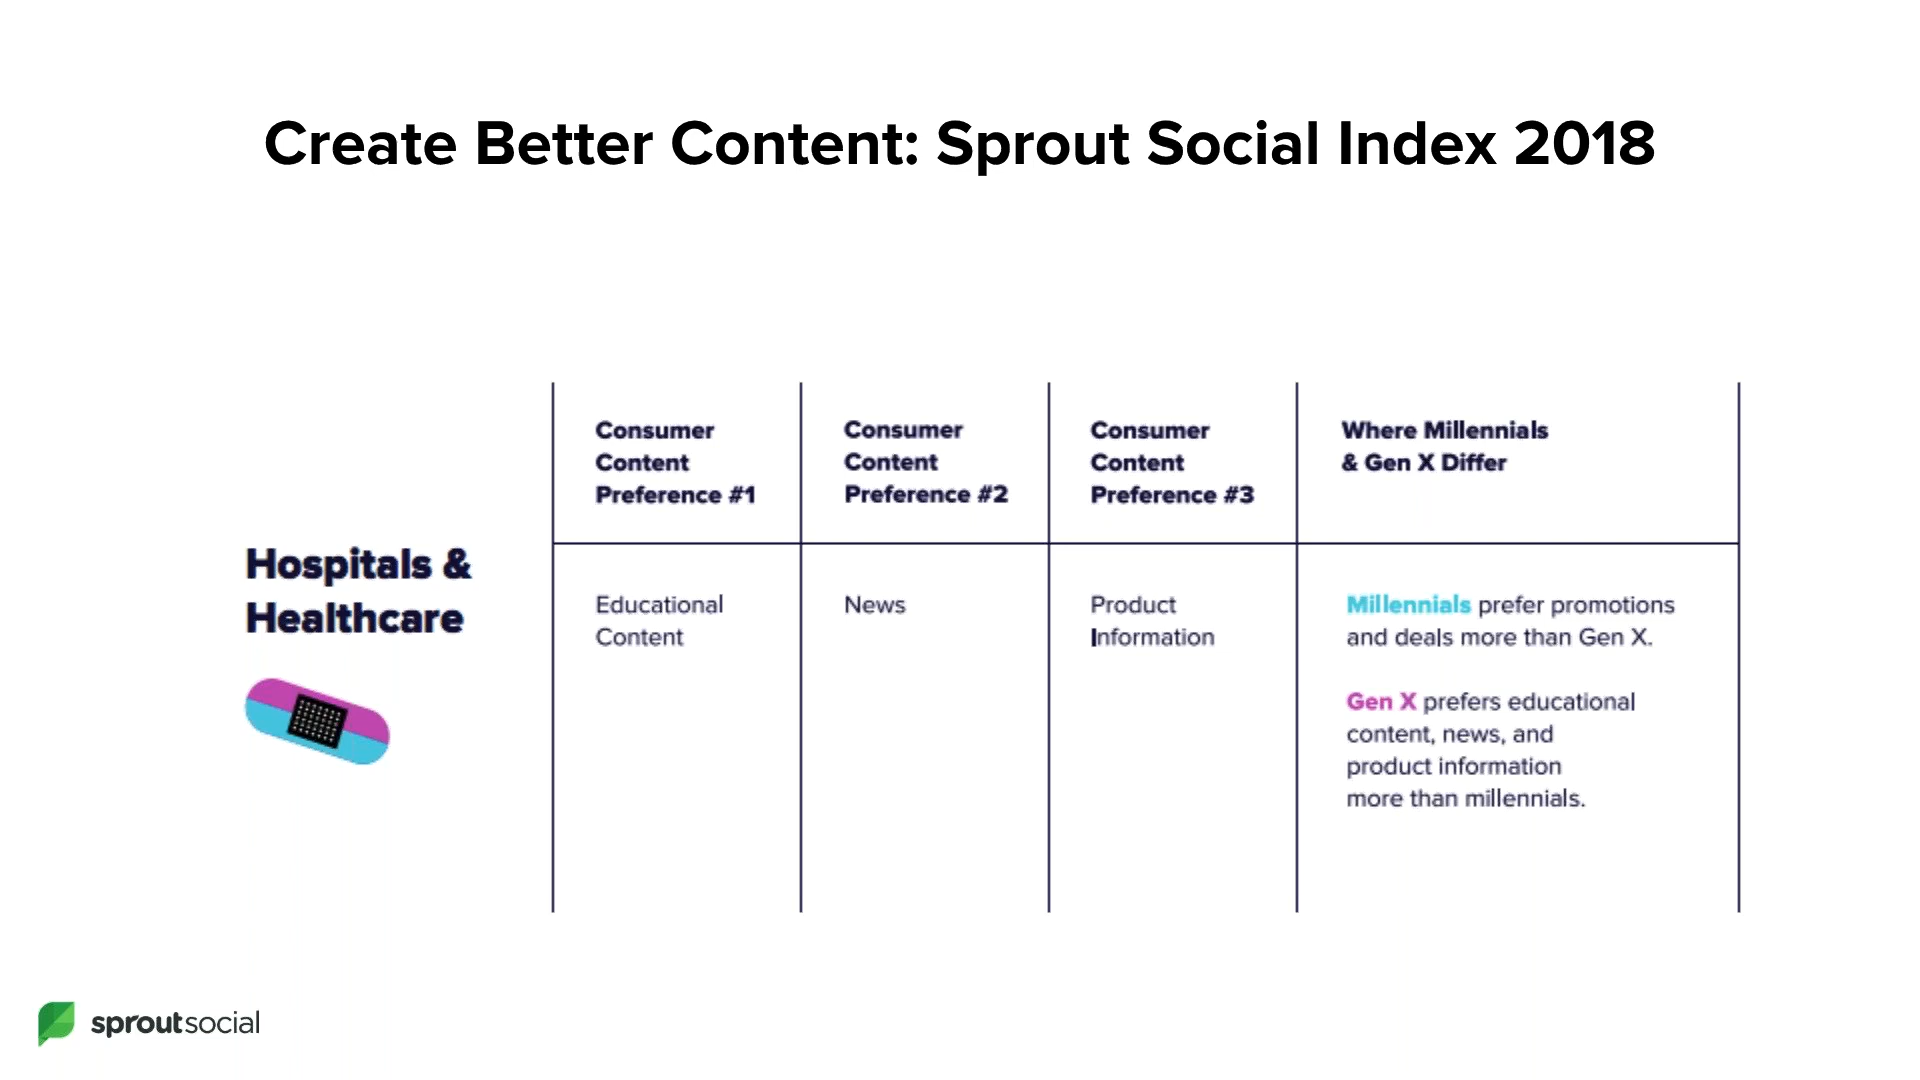 Create Better Content: Sprout Social Index 2018
Consumer
Content
Preference #1
Consumer
Content
Preference #2
Consumer
Content
Preference #3
Where Millennials
& Gen X Differ
Hospitals &
Healthcare
Educational
Content
News
Product
Information
Millennials prefer promotions
and deals more than Gen X.
Gen X prefers educational
content, news, and
product information
more than millennials.
sproutsocial